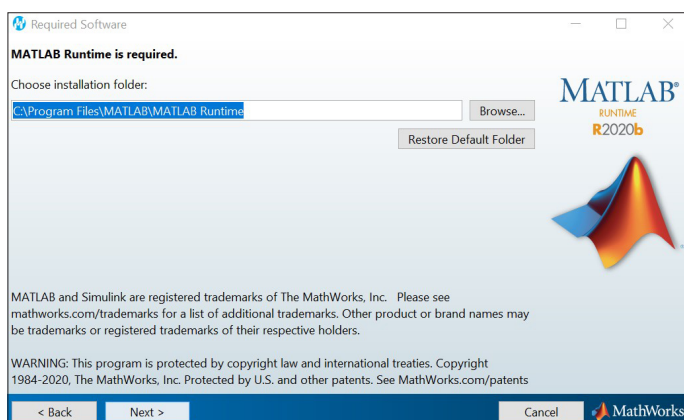 Required Software
MATLAB Runtime is required.
Choose installation folder:
C:\Program Files\MATLAB\MATLAB Runtime
Browse...
Restore Default Folder
MATLAB®
RUNTIME
R2020b
MATLAB and Simulink are registered trademarks of The MathWorks, Inc. Please see
mathworks.com/trademarks for a list of additional trademarks. Other product or brand names may
be trademarks or registered trademarks of their respective holders.
WARNING: This program is protected by copyright law and international treaties. Copyright
1984-2020, The MathWorks, Inc. Protected by U.S. and other patents. See MathWorks.com/patents
< Back
Next >
Cancel
MathWorks